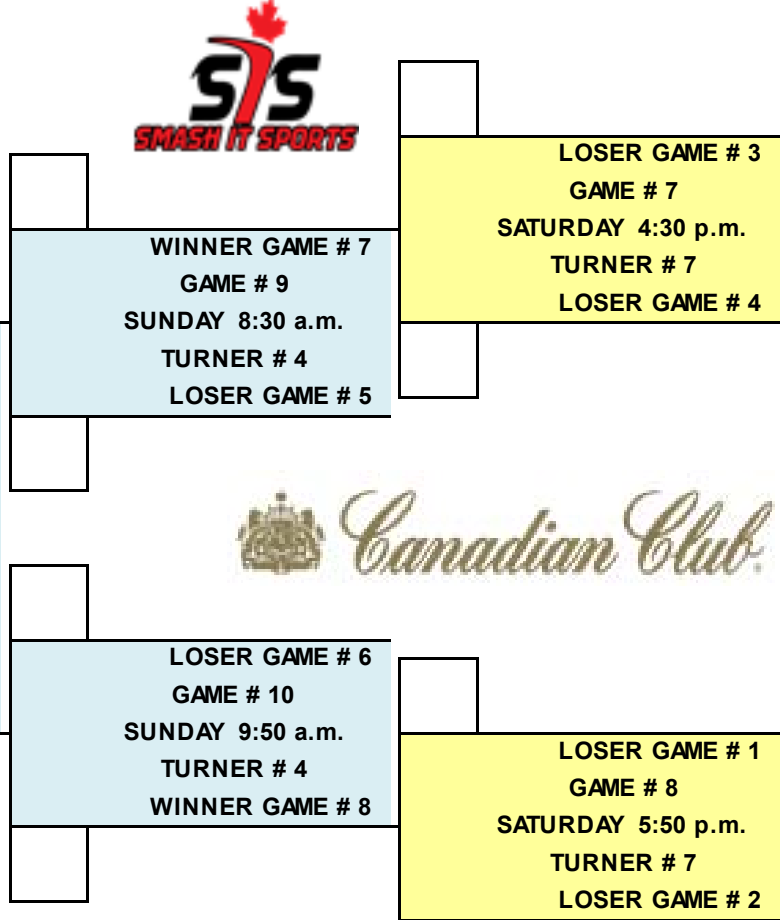 SIS
SMASH IT SPORTS
LOSER GAME # 3
GAME # 7
SATURDAY 4:30 p.m.
TURNER # 7
LOSER GAME # 4
WINNER GAME # 7
GAME # 9
SUNDAY 8:30 a.m.
TURNER # 4
LOSER GAME # 5
Canadian Club.
LOSER GAME # 6
GAME # 10
SUNDAY 9:50 a.m.
TURNER # 4
WINNER GAME # 8
LOSER GAME # 1
GAME # 8
SATURDAY 5:50 p.m.
TURNER # 7
LOSER GAME # 2